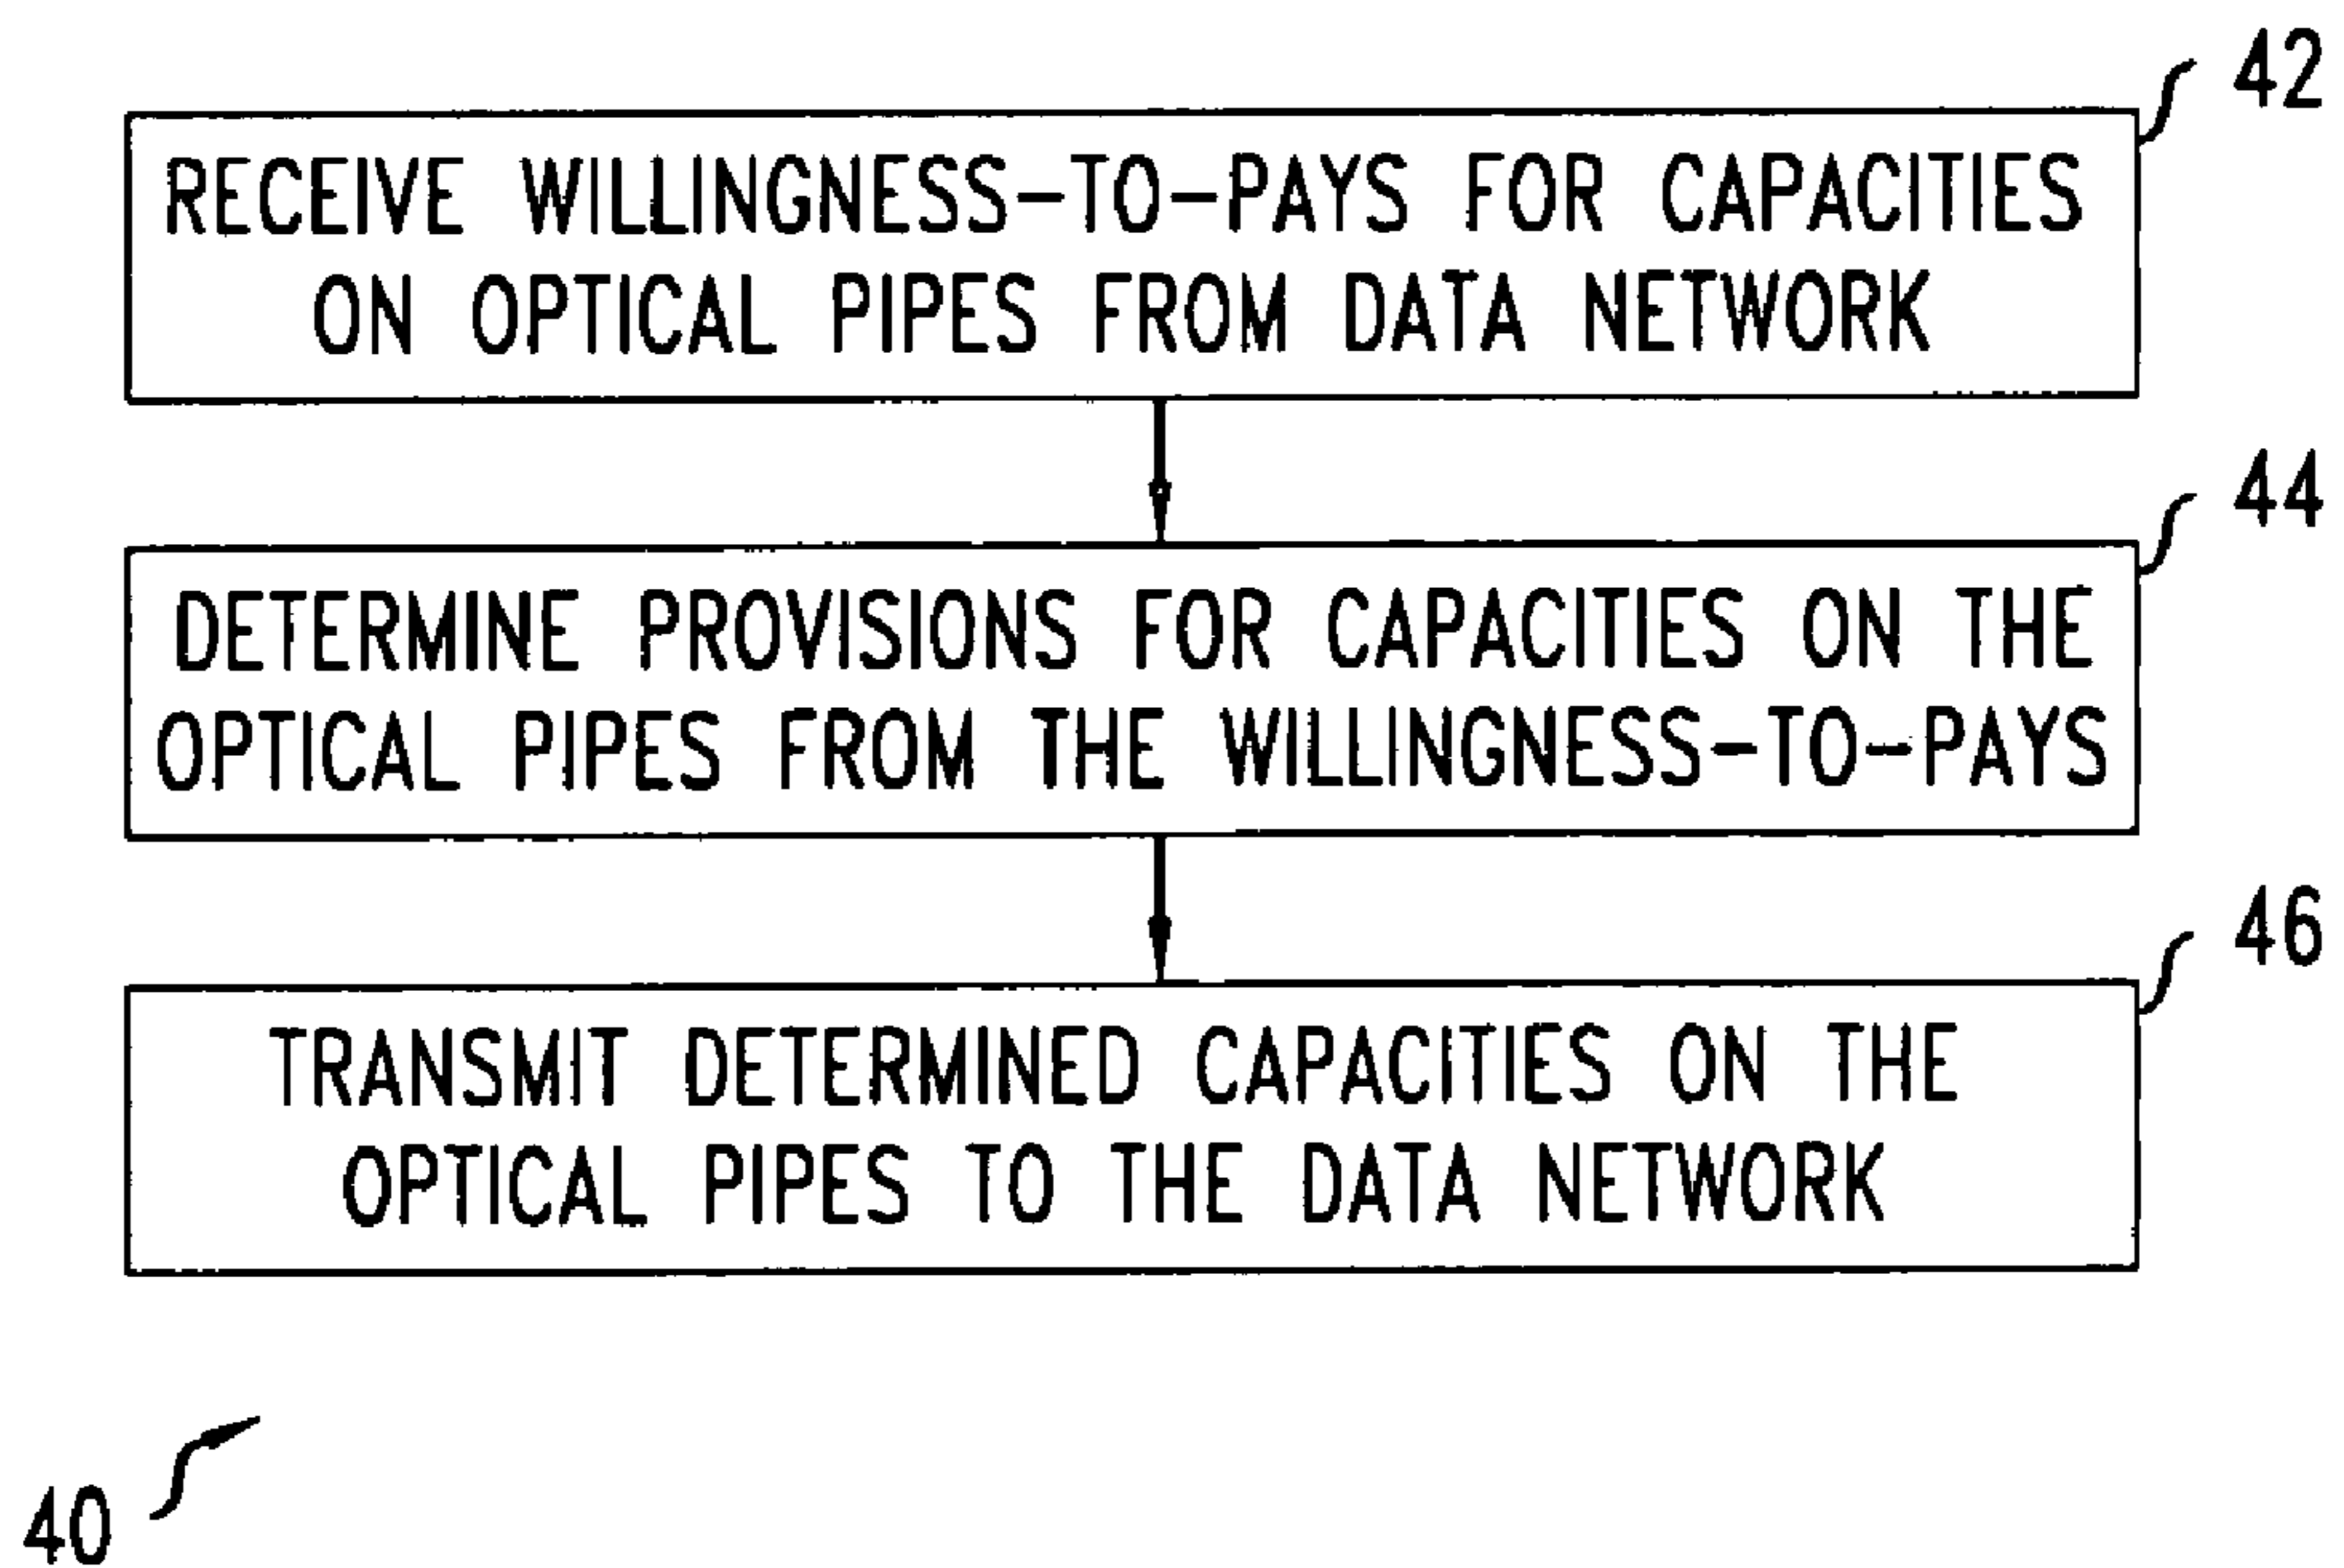 42
RECEIVE WILLINGNESS-TO-PAYS FOR CAPACITIES
ON OPTICAL PIPES FROM DATA NETWORK
44
DETERMINE PROVISIONS FOR CAPACITIES ON THE
OPTICAL PIPES FROM THE WILLINGNESS-TO-PAYS
46
TRANSMIT DETERMINED CAPACITIES ON THE
OPTICAL PIPES TO THE DATA NETWORK
40